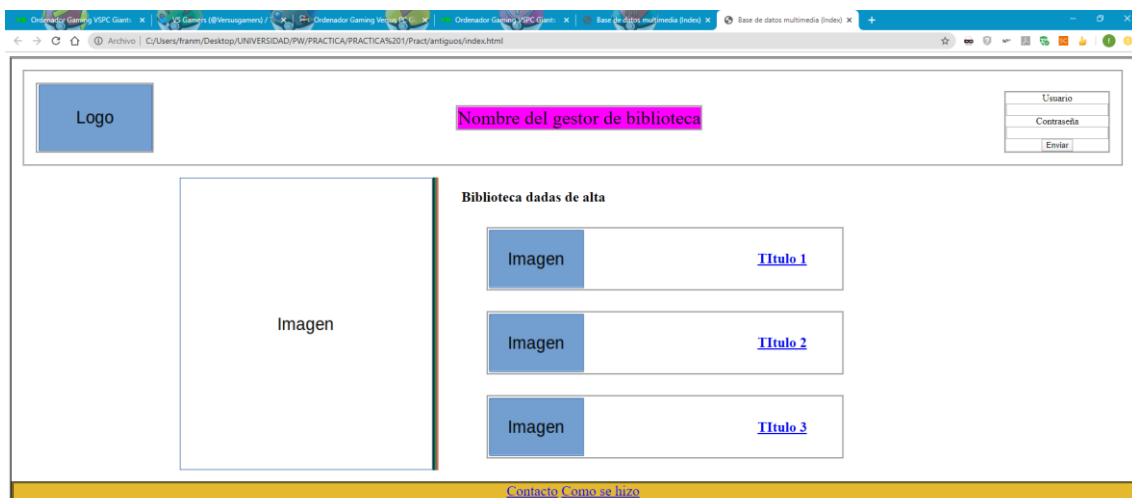 Ordenador Gaming VSPC Giant:
VS Gamers (@Versusgamers) /
Ordenador Gaming Versus PC G
Ordenador Gaming VSPC Giant:
Base de datos multimedia (Index)
Base de datos multimedia (Index)
Archivo | C:/Users/franm/Desktop/UNIVERSIDAD/PW/PRACTICA/PRACTICA%201/Pract/antiguos/index.html
Logo
Nombre del gestor de biblioteca
Usuario
Contraseña
Enviar
Imagen
Biblioteca dadas de alta
Imagen
TItulo 1
Imagen
TItulo 2
Imagen
TItulo 3
Contacto Como se hizo